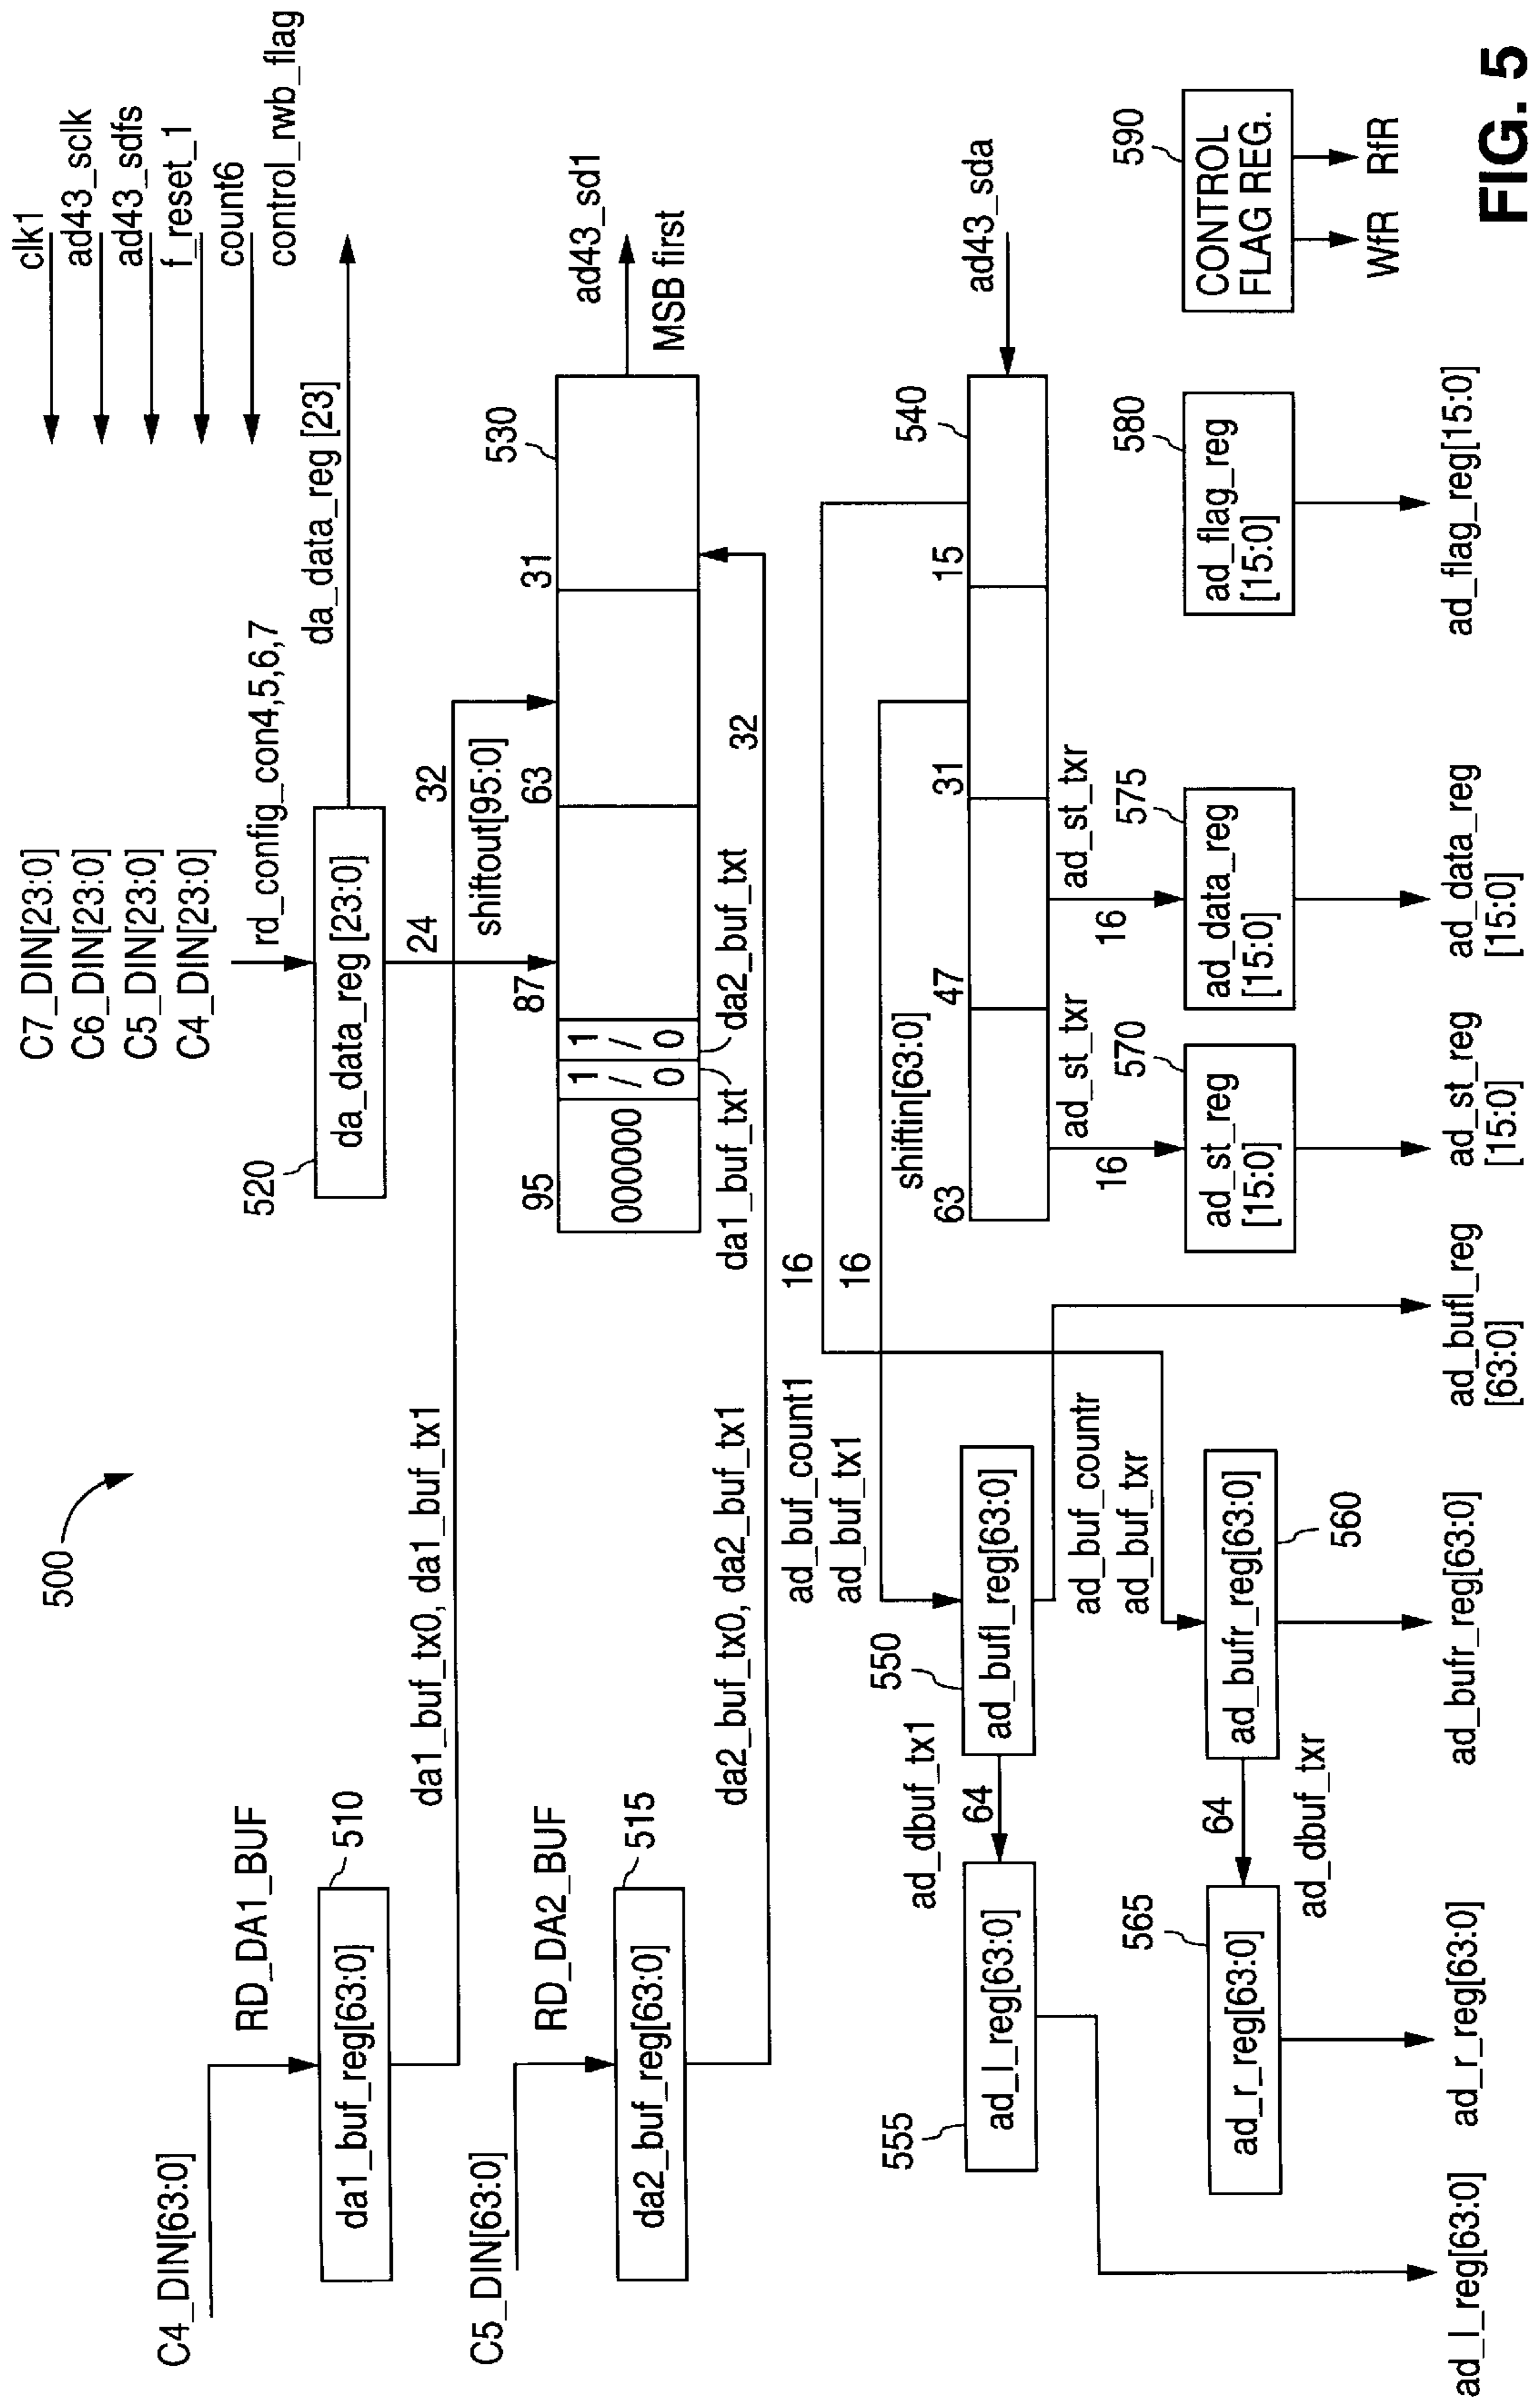 500
C4_DIN[63:0]
RD_DA1_BUF
da1_buf_reg[63:0]
510
da1_buf_tx0, da1_buf_tx1
C5_DIN[63:0]
RD_DA2_BUF
da2_buf_reg[63:0]
515
da2_buf_tx0, da2_buf_tx1
C7_DIN[23:0]
C6_DIN[23:0]
C5_DIN[23:0]
C4_DIN[23:0]
rd_config_con4,5,6,7
520
da_data_reg [23:0]
da_data_reg [23]
24
32
clk1
ad43_sclk
ad43_sdfs
f_reset_1
count6
control_rwb_flag
shiftout[95:0]
95
87
63
31
530
000000
1/0
1/0
da1_buf_txt
da2_buf_txt
32
ad43_sd1
MSB first
16
16
shiftin[63:0]
63
47
31
15
540
ad43_sda
ad_buf_count1
ad_buf_tx1
550
ad_bufl_reg[63:0]
ad_dbuf_tx1
64
555
ad_l_reg[63:0]
ad_buf_countr
ad_buf_txr
ad_bufr_reg[63:0]
560
64
ad_dbuf_txr
565
ad_r_reg[63:0]
ad_st_txr
16
570
ad_st_reg
[15:0]
ad_st_txr
16
575
ad_data_reg
[15:0]
580
ad_flag_reg
[15:0]
590
CONTROL
FLAG REG.
WfR
RfR
ad_l_reg[63:0]
ad_r_reg[63:0]
ad_bufr_reg[63:0]
ad_bufl_reg
[63:0]
ad_st_reg
[15:0]
ad_data_reg
[15:0]
ad_flag_reg[15:0]
FIG. 5